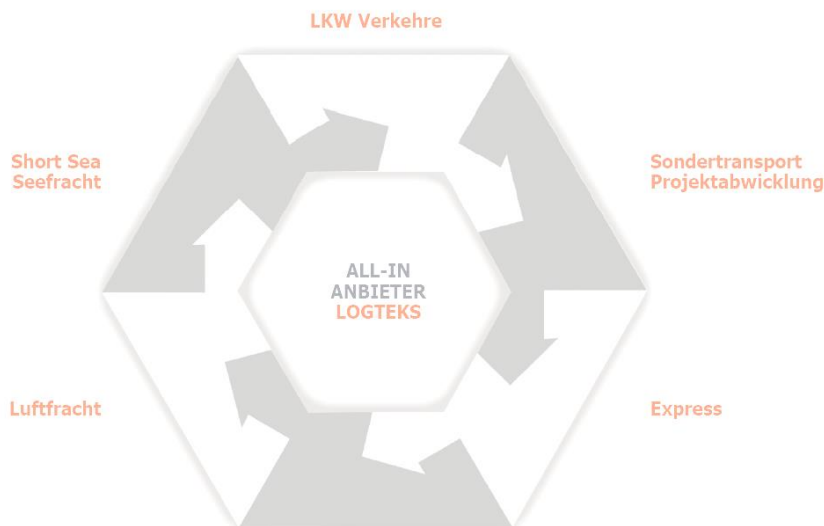 LKW Verkehre
Short Sea
Seefracht
Sondertransport
Projektabwicklung
ALL-IN
ANBIETER
LOGTEKS
Luftfracht
Express